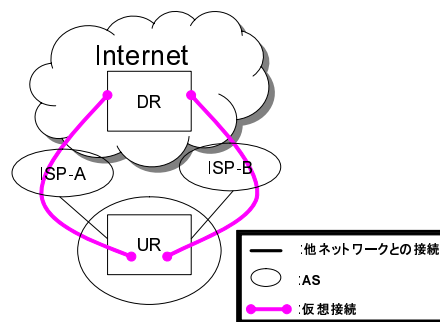 Internet
DR
ISP-A
ISP-B
UR
:他ネットワークとの接続
:AS
:仮想接続